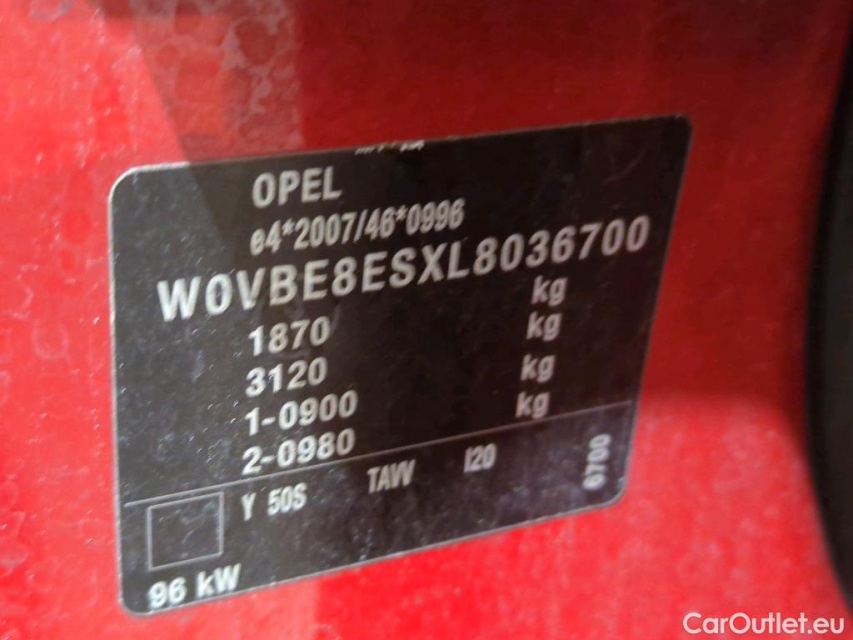 OPEL
e4*2007/46*0996
W0VBE8ESXL8036700
1870 kg
3120 kg
1-0900 kg
2-0980 kg
Y 50S TAVV I20 6700
96 kW
CarOutlet.eu